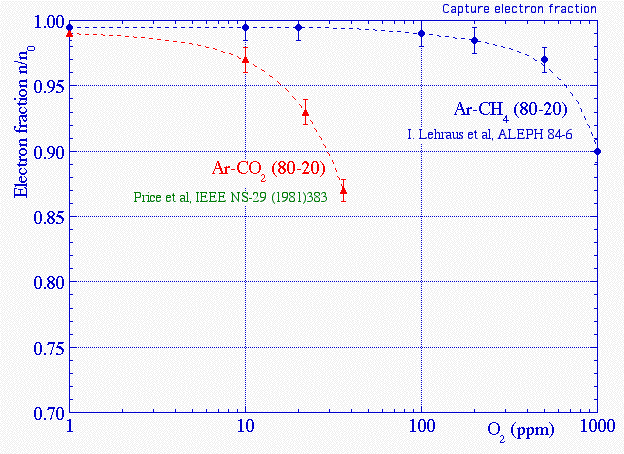 Capture electron fraction
Electron fraction n/n₀
1.00
0.95
0.90
0.85
0.80
0.75
0.70
Ar-CH₄ (80-20)
I. Lehraus et al, ALEPH 84-6
Ar-CO₂ (80-20)
Price et al, IEEE NS-29 (1981)383
1 10 100 1000
O₂ (ppm)